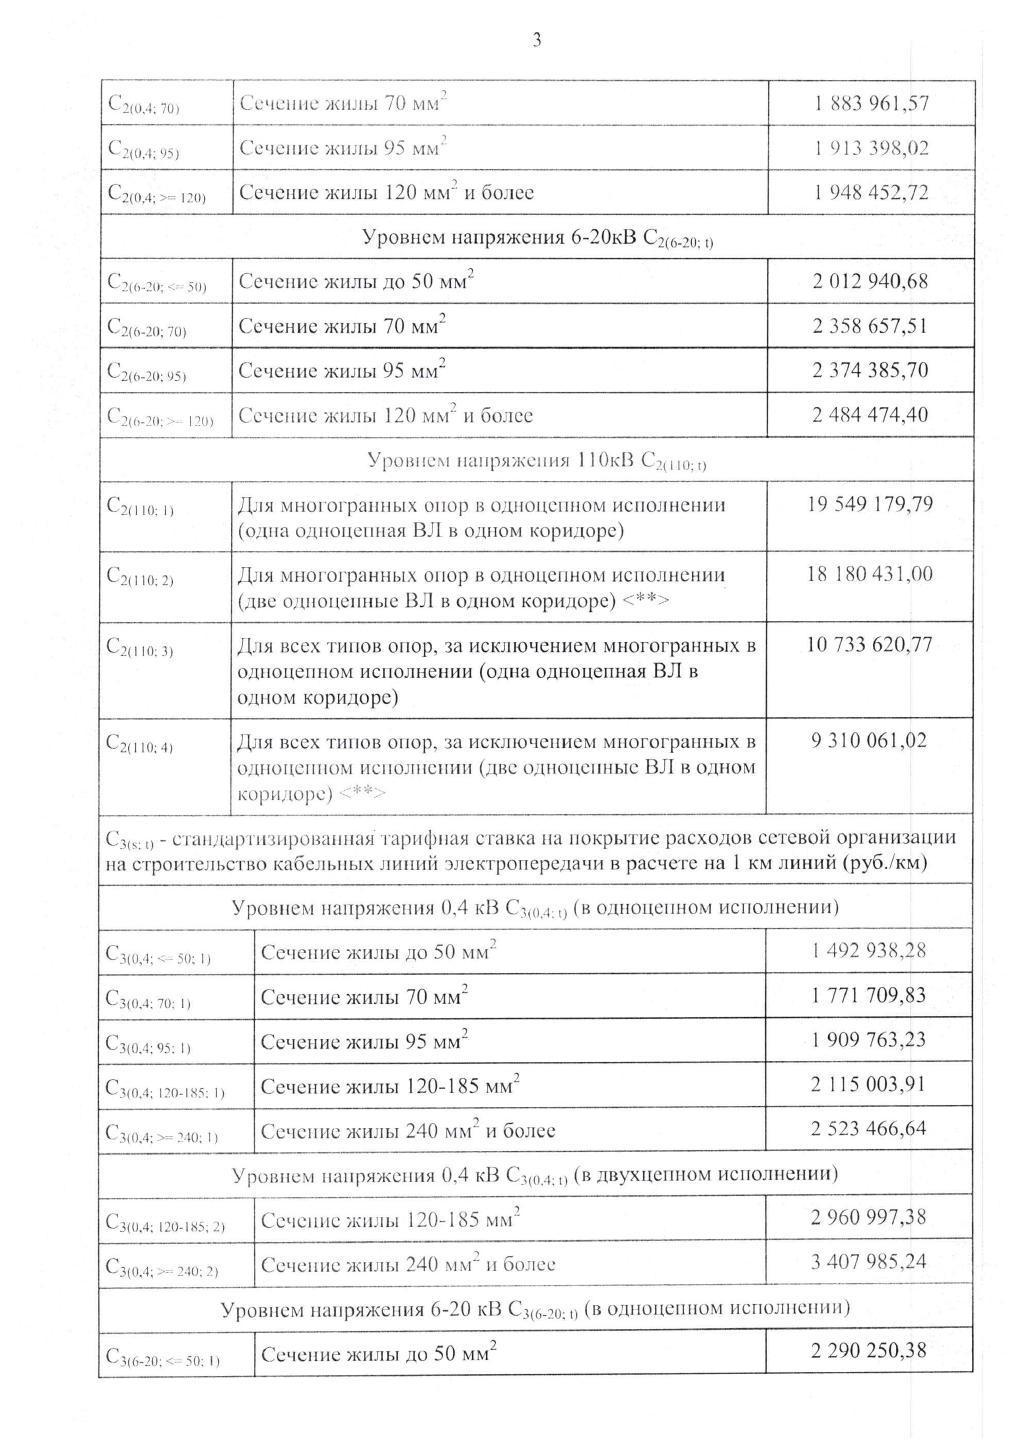 3
C2(0,4; 70) Сечение жилы 70 мм² 1 883 961,57
C2(0,4; 95) Сечение жилы 95 мм² 1 913 398,02
C2(0,4; >= 120) Сечение жилы 120 мм² и более 1 948 452,72
Уровнем напряжения 6-20кВ C2(6-20; t)
C2(6-20; <= 50) Сечение жилы до 50 мм² 2 012 940,68
C2(6-20; 70) Сечение жилы 70 мм² 2 358 657,51
C2(6-20; 95) Сечение жилы 95 мм² 2 374 385,70
C2(6-20; >= 120) Сечение жилы 120 мм² и более 2 484 474,40
Уровнем напряжения 110кВ C2(110; t)
C2(110; 1) Для многогранных опор в одноцепном исполнении 19 549 179,79
(одна одноцепная ВЛ в одном коридоре)
C2(110; 2) Для многогранных опор в одноцепном исполнении 18 180 431,00
(две одноцепные ВЛ в одном коридоре) <**>
C2(110; 3) Для всех типов опор, за исключением многогранных в 10 733 620,77
одноцепном исполнении (одна одноцепная ВЛ в
одном коридоре)
C2(110; 4) Для всех типов опор, за исключением многогранных в 9 310 061,02
одноцепном исполнении (две одноцепные ВЛ в одном
коридоре) <**>
C3(s; t) - стандартизированная тарифная ставка на покрытие расходов сетевой организации
на строительство кабельных линий электропередачи в расчете на 1 км линий (руб./км)
Уровнем напряжения 0,4 кВ C3(0,4; t) (в одноцепном исполнении)
C3(0,4; <= 50; 1) Сечение жилы до 50 мм² 1 492 938,28
C3(0,4; 70; 1) Сечение жилы 70 мм² 1 771 709,83
C3(0,4; 95; 1) Сечение жилы 95 мм² 1 909 763,23
C3(0,4; 120-185; 1) Сечение жилы 120-185 мм² 2 115 003,91
C3(0,4; >= 240; 1) Сечение жилы 240 мм² и более 2 523 466,64
Уровнем напряжения 0,4 кВ C3(0,4; t) (в двухцепном исполнении)
C3(0,4; 120-185; 2) Сечение жилы 120-185 мм² 2 960 997,38
C3(0,4; >= 240; 2) Сечение жилы 240 мм² и более 3 407 985,24
Уровнем напряжения 6-20 кВ C3(6-20; t) (в одноцепном исполнении)
C3(6-20; <= 50; 1) Сечение жилы до 50 мм² 2 290 250,38